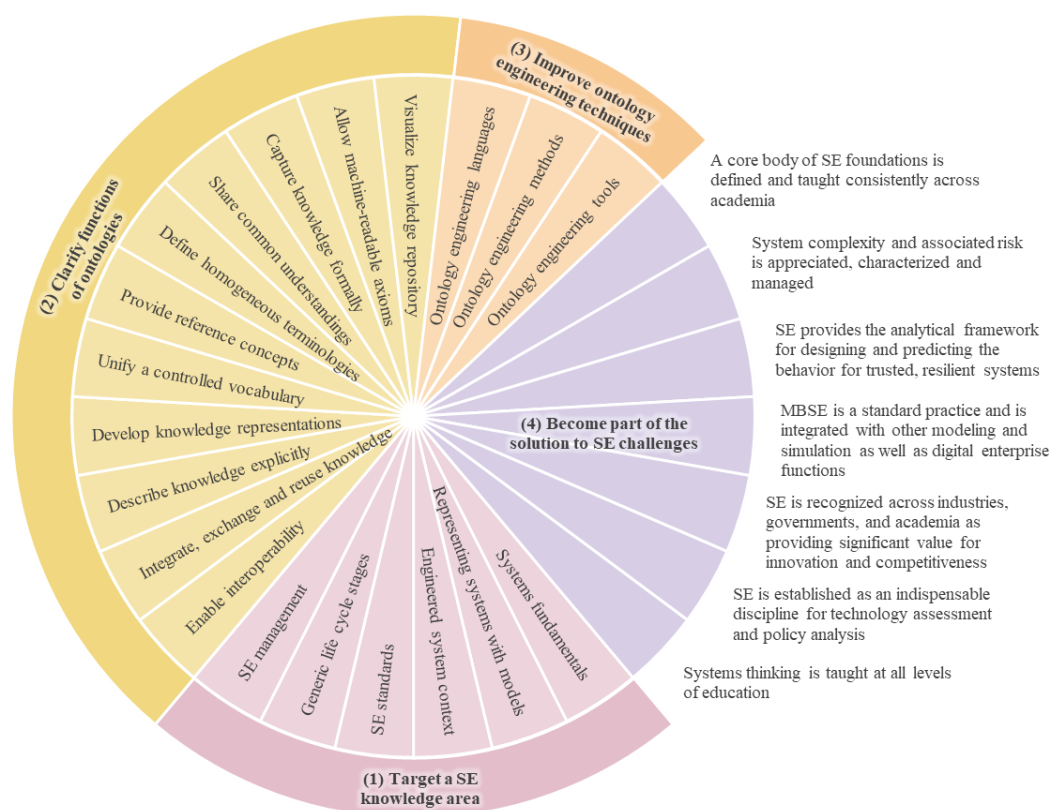 (3) Improve ontology
engineering techniques
Ontology engineering languages
Ontology engineering methods
Ontology engineering tools
(2) Clarify functions
of ontologies
Visualize knowledge repository
Allow machine-readable axioms
Capture knowledge formally
Share common understandings
Define homogeneous terminologies
Provide reference concepts
Unify a controlled vocabulary
Develop knowledge representations
Describe knowledge explicitly
Integrate, exchange and reuse knowledge
Enable interoperability
(4) Become part of the
solution to SE challenges
A core body of SE foundations is
defined and taught consistently across
academia
System complexity and associated risk
is appreciated, characterized and
managed
SE provides the analytical framework
for designing and predicting the
behavior for trusted, resilient systems
MBSE is a standard practice and is
integrated with other modeling and
simulation as well as digital enterprise
functions
SE is recognized across industries,
governments, and academia as
providing significant value for
innovation and competitiveness
SE is established as an indispensable
discipline for technology assessment
and policy analysis
Systems thinking is taught at all levels
of education
SE management
Generic life cycle stages
SE standards
Engineered system context
Representing systems with models
Systems fundamentals
(1) Target a SE
knowledge area